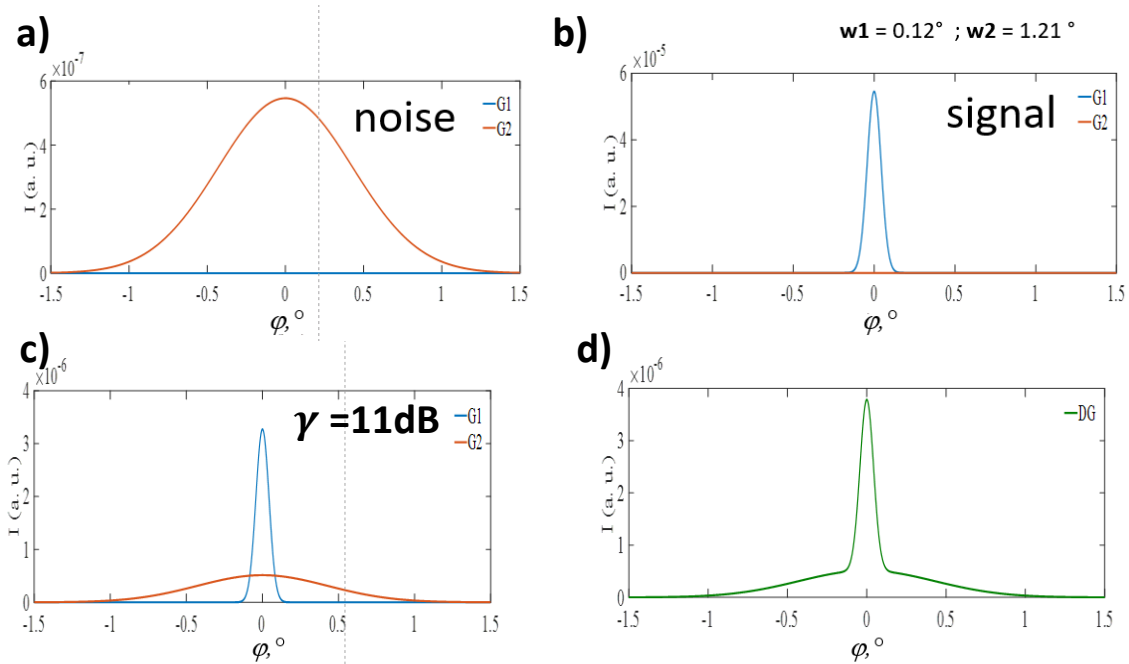 a)
×10⁻⁷
noise
G1
G2
6
4
2
0
I (a. u.)
-1.5 -1 -0.5 0 0.5 1 1.5
φ,°
b)
w1 = 0.12° ; w2 = 1.21 °
×10⁻⁵
signal
G1
G2
6
4
2
0
I (a. u.)
-1.5 -1 -0.5 0 0.5 1 1.5
φ,°
c)
×10⁻⁶
γ =11dB
G1
G2
4
3
2
1
0
I (a. u.)
-1.5 -1 -0.5 0 0.5 1 1.5
φ,°
d)
×10⁻⁶
DG
4
3
2
1
0
I (a. u.)
-1.5 -1 -0.5 0 0.5 1 1.5
φ,°